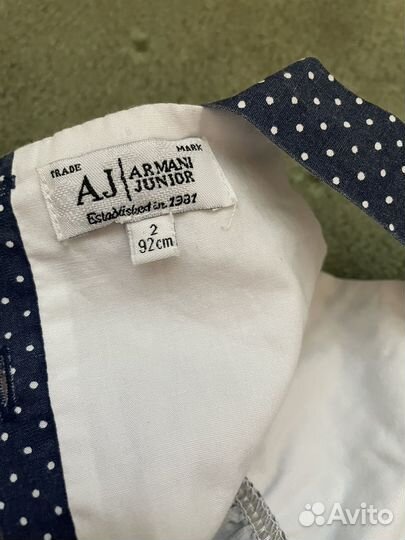 TRADE MARK
AJ ARMANI
JUNIOR
Established in 1981
2
92cm
Avito